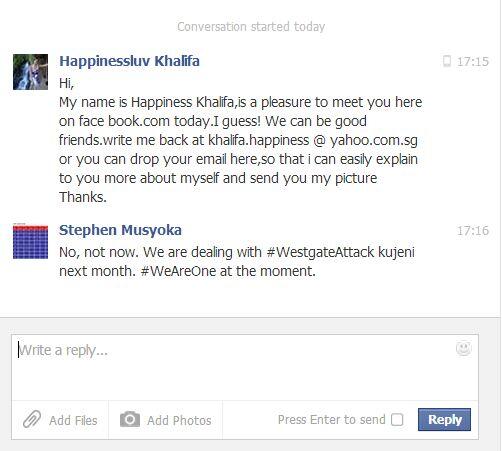 Conversation started today
Happinessluv Khalifa
17:15
Hi,
My name is Happiness Khalifa,is a pleasure to meet you here
on face book.com today.I guess! We can be good
friends.write me back at khalifa.happiness @ yahoo.com.sg
or you can drop your email here,so that i can easily explain
to you more about myself and send you my picture
Thanks.
Stephen Musyoka
17:16
No, not now. We are dealing with #WestgateAttack kujeni
next month. #WeAreOne at the moment.
Write a reply...
Add Files
Add Photos
Press Enter to send
Reply